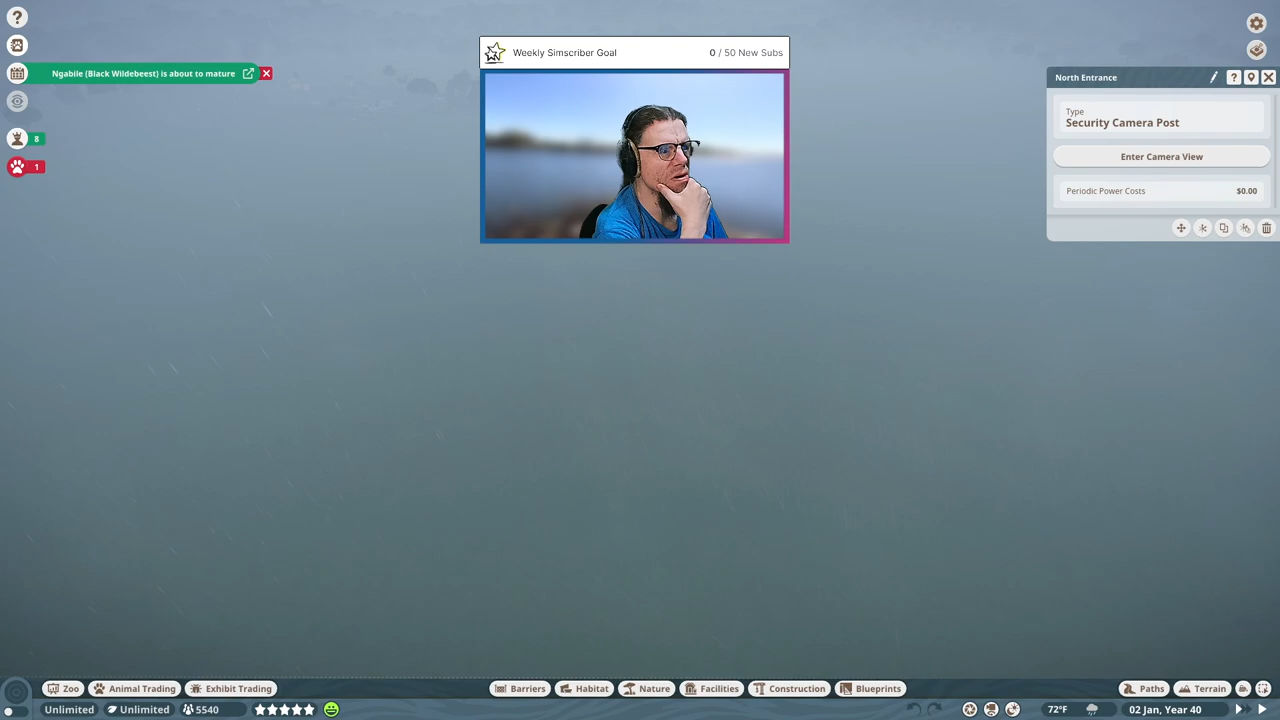 Weekly Simscriber Goal 0 / 50 New Subs
Ngabile (Black Wildebeest) is about to mature
8
1
North Entrance
Type
Security Camera Post
Enter Camera View
Periodic Power Costs $0.00
Zoo Animal Trading Exhibit Trading Barriers Habitat Nature Facilities Construction Blueprints Paths Terrain
Unlimited Unlimited 5540 72°F 02 Jan, Year 40